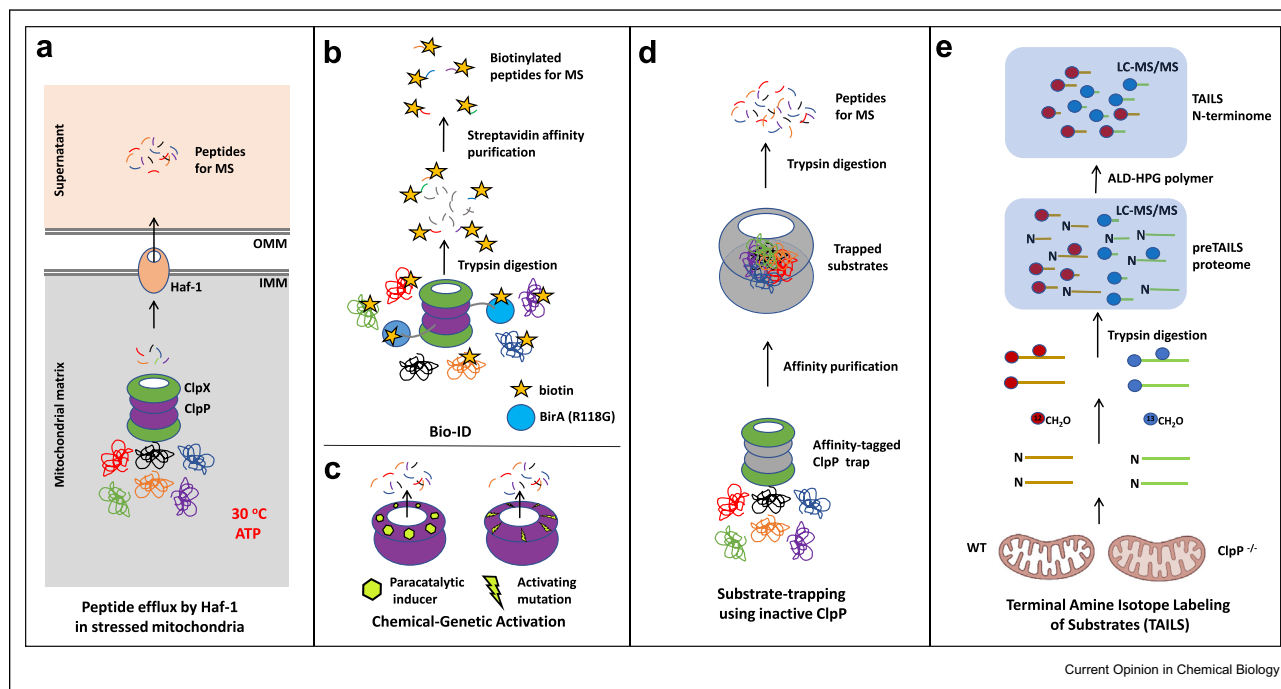 a
Supernatant
Peptides
for MS
OMM
IMM
Haf-1
Mitochondrial matrix
ClpX
ClpP
30 °C
ATP
Peptide efflux by Haf-1
in stressed mitochondria
b
Biotinylated
peptides for MS
Streptavidin affinity
purification
Trypsin digestion
biotin
BirA (R118G)
Bio-ID
c
Paracatalytic
inducer
Activating
mutation
Chemical-Genetic Activation
d
Peptides
for MS
Trypsin digestion
Trapped
substrates
Affinity purification
Affinity-tagged
ClpP trap
Substrate-trapping
using inactive ClpP
e
LC-MS/MS
TAILS
N-terminome
ALD-HPG polymer
LC-MS/MS
N
N
N
N
preTAILS
proteome
N
N
N
N
Trypsin digestion
12CH2O
13CH2O
N
N
N
N
WT
ClpP -/-
Terminal Amine Isotope Labeling
of Substrates (TAILS)
Current Opinion in Chemical Biology